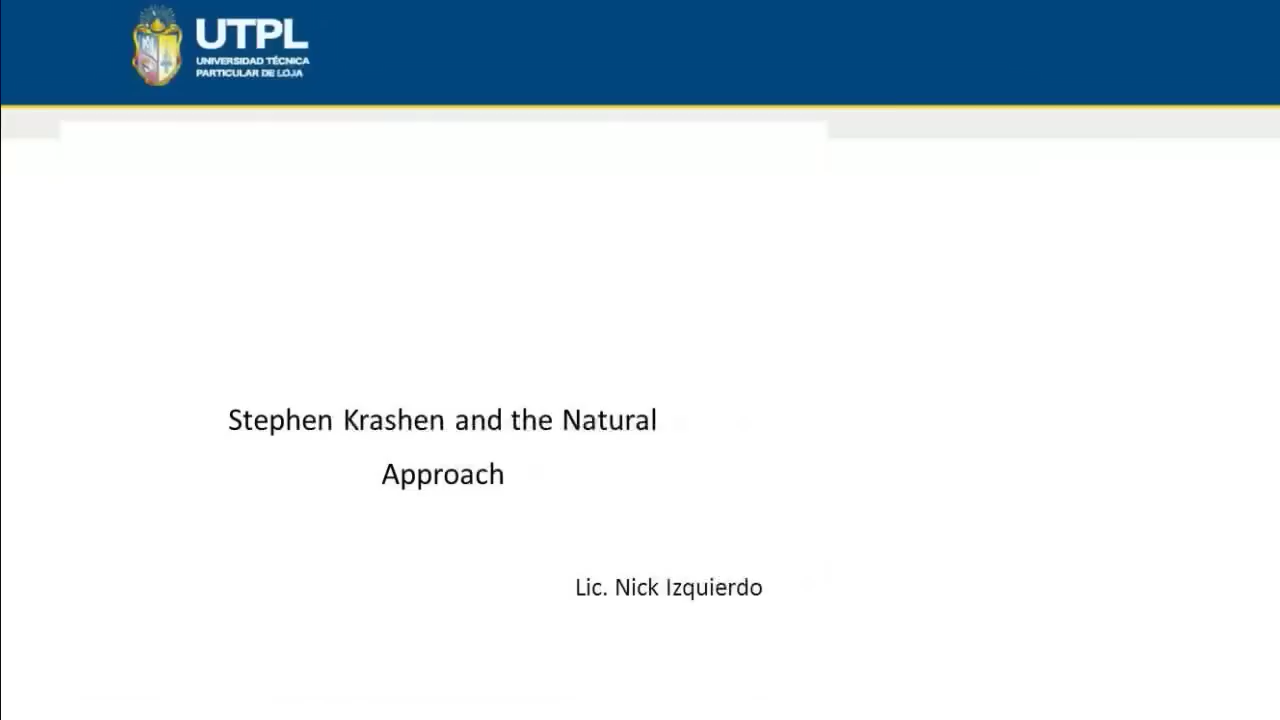 UTPL
UNIVERSIDAD TÉCNICA
PARTICULAR DE LOJA
Stephen Krashen and the Natural
Approach
Lic. Nick Izquierdo